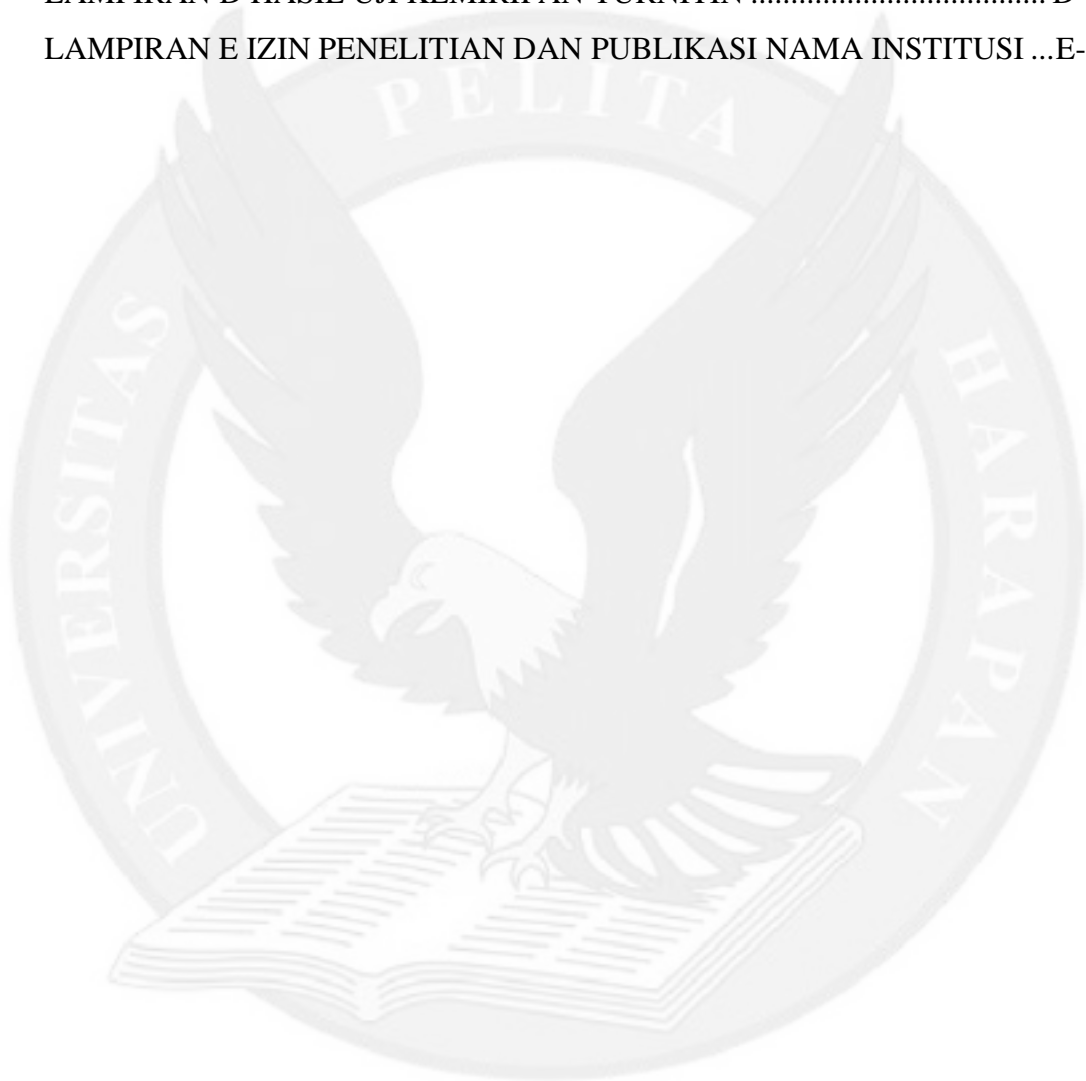 LAMPIRAN D HASIL UJI KEMIRIPAN TURNITIN ..................................... D
LAMPIRAN E IZIN PENELITIAN DAN PUBLIKASI NAMA INSTITUSI ...E-
PELITA
UNIVERSITAS
HARAPAN